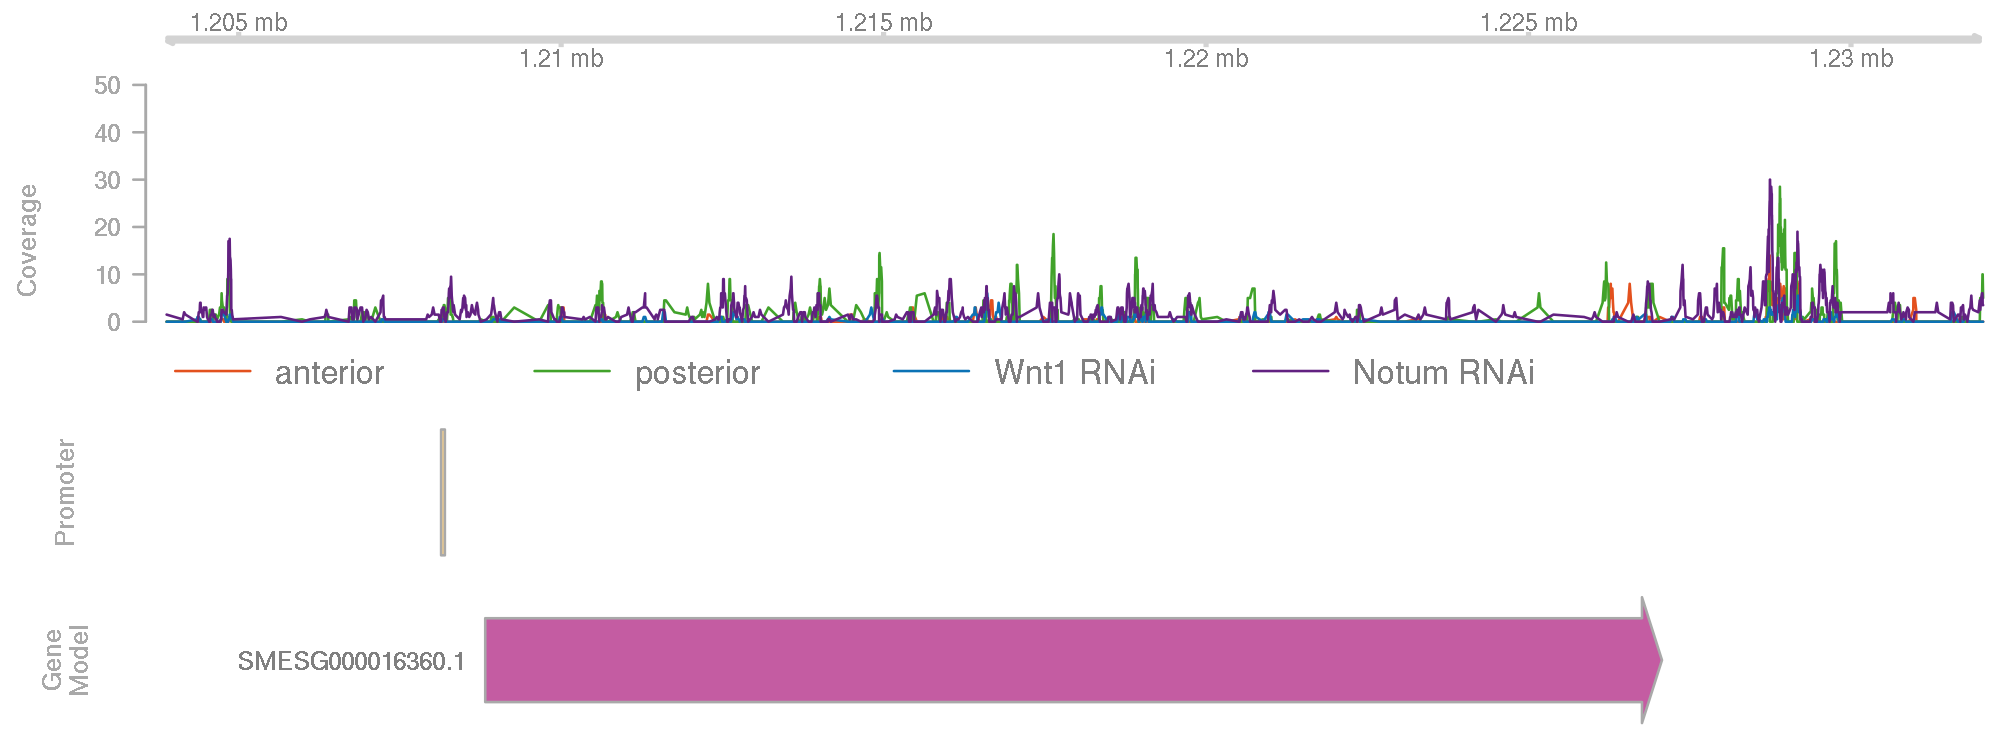 1.205 mb 1.215 mb 1.225 mb
1.21 mb 1.22 mb 1.23 mb
Coverage
50
40
30
20
10
0
anterior posterior Wnt1 RNAi Notum RNAi
Promoter
Gene
Model
SMESG000016360.1